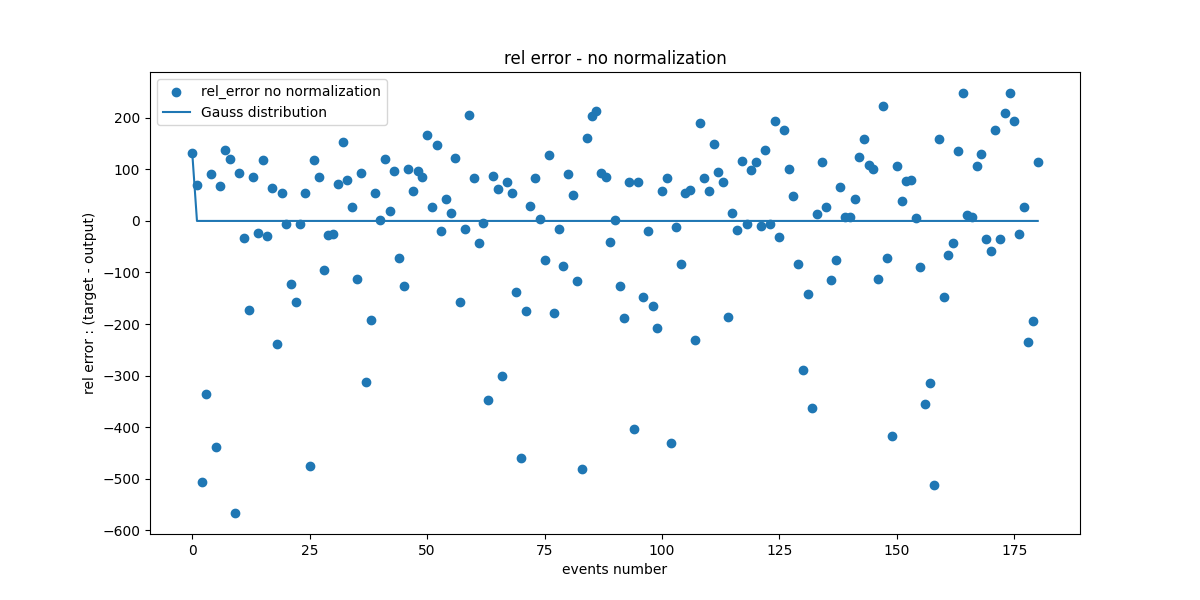 rel error - no normalization
rel_error no normalization
Gauss distribution
rel error : (target - output)
200
100
0
−100
−200
−300
−400
−500
−600
0 25 50 75 100 125 150 175
events number